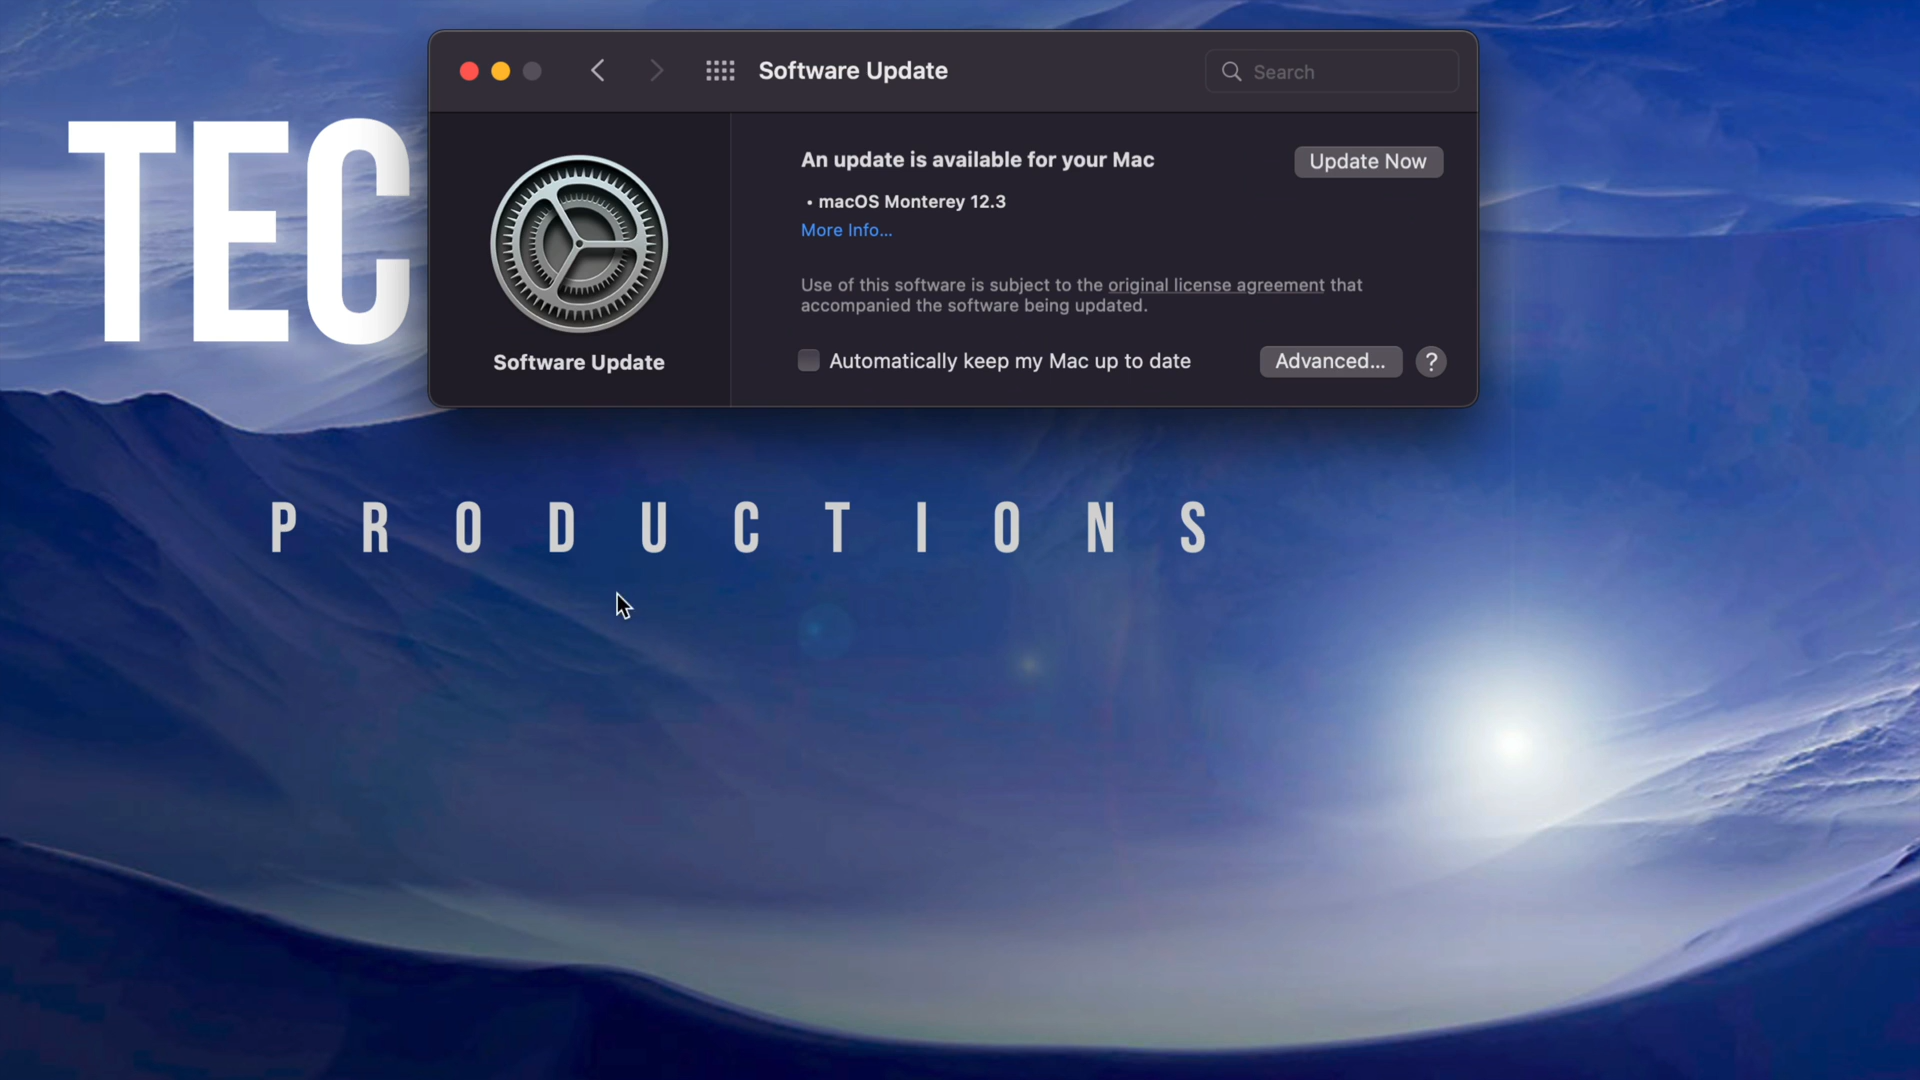 Software Update
Search
TEC
An update is available for your Mac
Update Now
• macOS Monterey 12.3
More Info...
Use of this software is subject to the original license agreement that
accompanied the software being updated.
Software Update
Automatically keep my Mac up to date
Advanced...
?
PRODUCTIONS